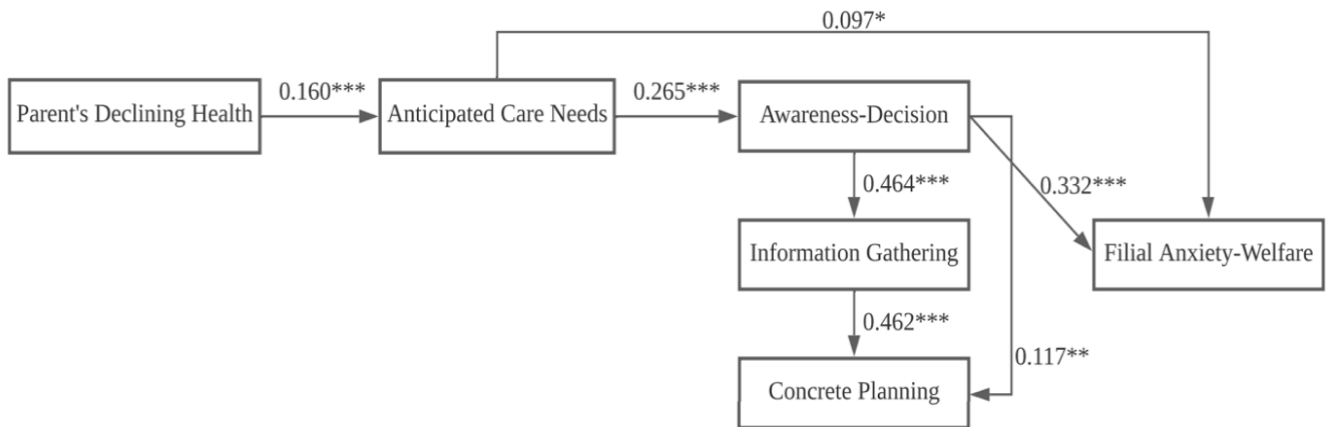 0.097*
Parent's Declining Health
0.160***
Anticipated Care Needs
0.265***
Awareness-Decision
0.464***
0.332***
Information Gathering
Filial Anxiety-Welfare
0.462***
0.117**
Concrete Planning